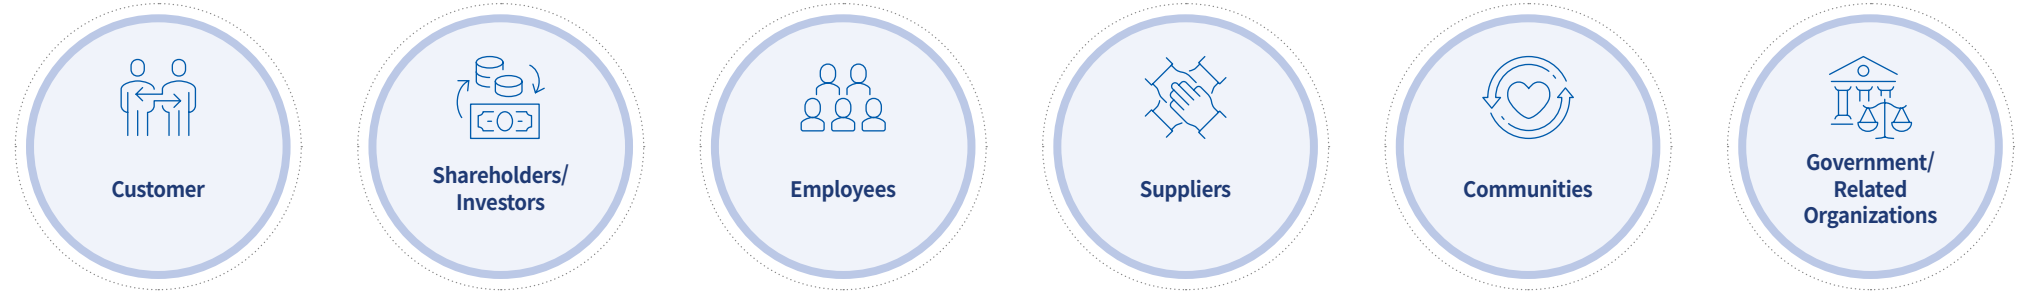 Customer
Shareholders/
Investors
Employees
Suppliers
Communities
Government/
Related
Organizations